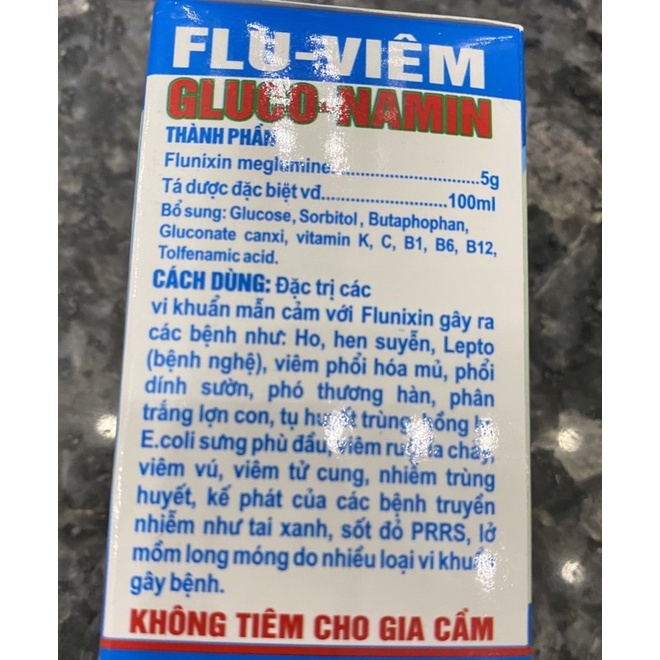 FLU-VIÊM
GLUCO-NAMIN
THÀNH PHẦN
Flunixin meglumine..............................5g
Tá dược đặc biệt vđ.........................100ml
Bổ sung: Glucose, Sorbitol , Butaphophan,
Gluconate canxi, vitamin K, C, B1, B6, B12,
Tolfenamic acid.
CÁCH DÙNG: Đặc trị các
vi khuẩn mẫn cảm với Flunixin gây ra
các bệnh như: Ho, hen suyễn, Lepto
(bệnh nghệ), viêm phổi hóa mủ, phổi
dính sườn, phó thương hàn, phân
trắng lợn con, tụ huyết trùng,
E.coli sưng phù đầu, viêm chảy,
viêm vú, viêm tử cung, nhiễm trùng
huyết, kế phát của các bệnh truyền
nhiễm như tai xanh, sốt đỏ PRRS, lở
mồm long móng do nhiều loại vi khuẩn
gây bệnh.
KHÔNG TIÊM CHO GIA CẦM